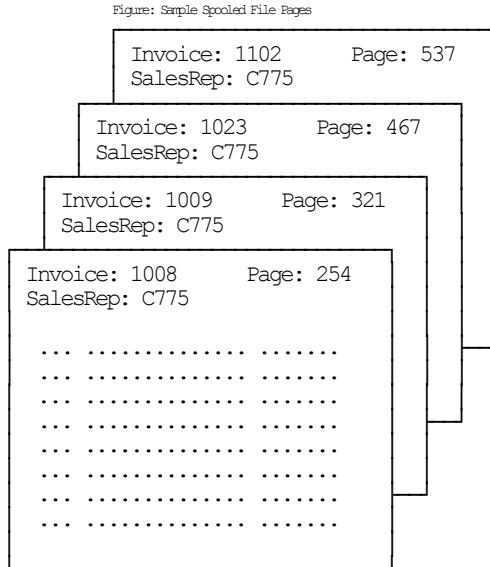 Figure: Sample Spooled File Pages
Invoice: 1102 Page: 537
SalesRep: C775
Invoice: 1023 Page: 467
SalesRep: C775
Invoice: 1009 Page: 321
SalesRep: C775
Invoice: 1008 Page: 254
SalesRep: C775
... .............. .......
... .............. .......
... .............. .......
... .............. .......
... .............. .......
... .............. .......
... .............. .......
... .............. .......